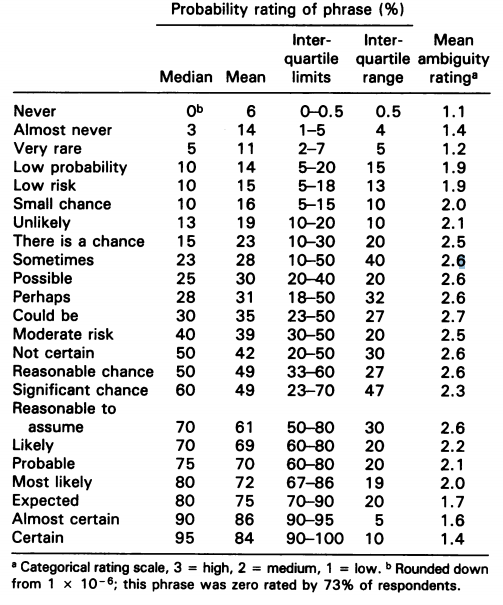 Probability rating of phrase (%)
Inter- Inter- Mean
quartile quartile ambiguity
Median Mean limits range ratingᵃ
Never 0ᵇ 6 0–0.5 0.5 1.1
Almost never 3 14 1–5 4 1.4
Very rare 5 11 2–7 5 1.2
Low probability 10 14 5–20 15 1.9
Low risk 10 15 5–18 13 1.9
Small chance 10 16 5–15 10 2.0
Unlikely 13 19 10–20 10 2.1
There is a chance 15 23 10–30 20 2.5
Sometimes 23 28 10–50 40 2.6
Possible 25 30 20–40 20 2.6
Perhaps 28 31 18–50 32 2.6
Could be 30 35 23–50 27 2.7
Moderate risk 40 39 30–50 20 2.5
Not certain 50 42 20–50 30 2.6
Reasonable chance 50 49 33–60 27 2.6
Significant chance 60 49 23–70 47 2.3
Reasonable to
assume 70 61 50–80 30 2.6
Likely 70 69 60–80 20 2.2
Probable 75 70 60–80 20 2.1
Most likely 80 72 67–86 19 2.0
Expected 80 75 70–90 20 1.7
Almost certain 90 86 90–95 5 1.6
Certain 95 84 90–100 10 1.4
ᵃ Categorical rating scale, 3 = high, 2 = medium, 1 = low. ᵇ Rounded down
from 1 × 10⁻⁶; this phrase was zero rated by 73% of respondents.